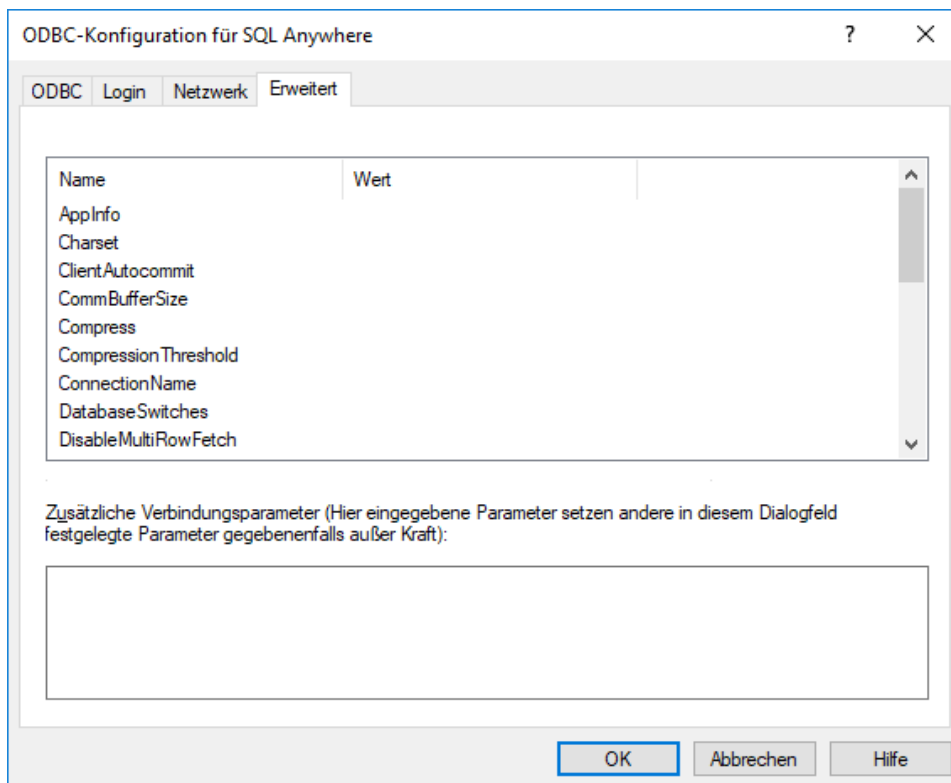 ODBC-Konfiguration für SQL Anywhere ?
ODBC Login Netzwerk Erweitert
Name Wert
AppInfo
Charset
ClientAutocommit
CommBufferSize
Compress
CompressionThreshold
ConnectionName
DatabaseSwitches
DisableMultiRowFetch
Zusätzliche Verbindungsparameter (Hier eingegebene Parameter setzen andere in diesem Dialogfeld
festgelegte Parameter gegebenenfalls außer Kraft):
OK Abbrechen Hilfe